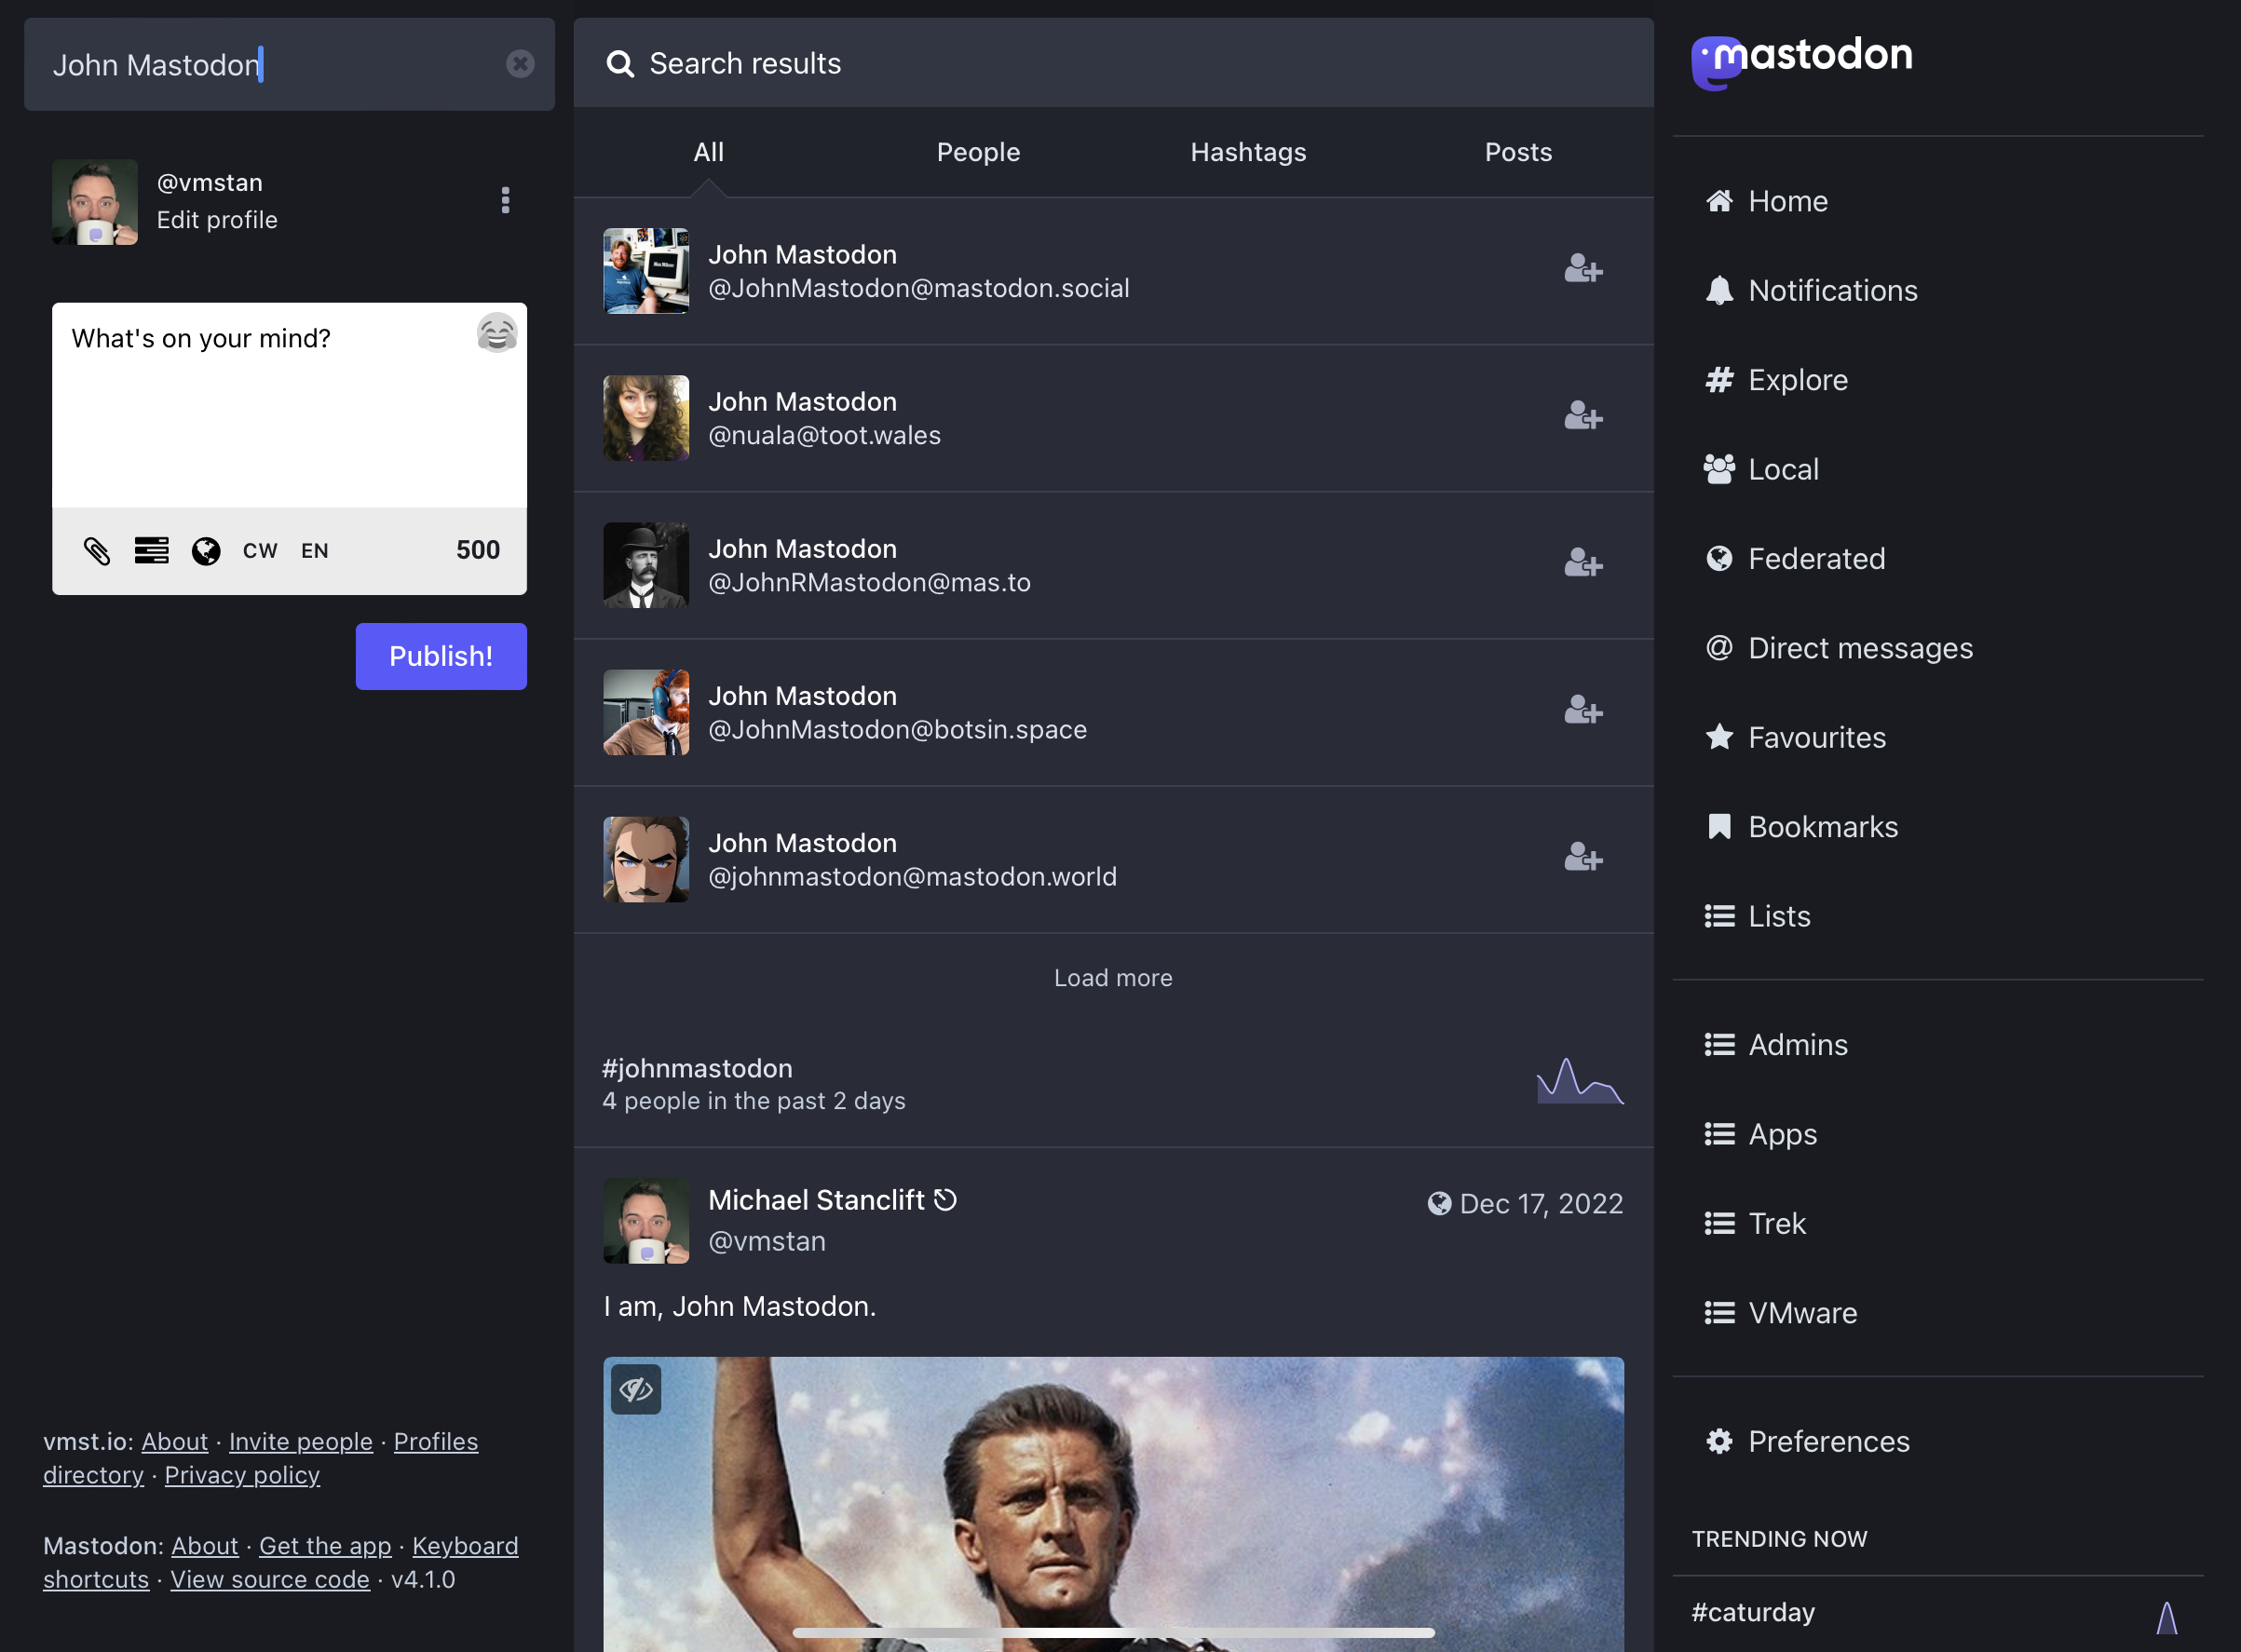 John Mastodon
@vmstan
Edit profile
What's on your mind?
CW EN 500
Publish!
vmst.io: About · Invite people · Profiles
directory · Privacy policy
Mastodon: About · Get the app · Keyboard
shortcuts · View source code · v4.1.0
Search results
All People Hashtags Posts
John Mastodon
@JohnMastodon@mastodon.social
John Mastodon
@nuala@toot.wales
John Mastodon
@JohnRMastodon@mas.to
John Mastodon
@JohnMastodon@botsin.space
John Mastodon
@johnmastodon@mastodon.world
Load more
#johnmastodon
4 people in the past 2 days
Michael Stanclift
Dec 17, 2022
@vmstan
I am, John Mastodon.
mastodon
Home
Notifications
Explore
Local
Federated
Direct messages
Favourites
Bookmarks
Lists
Admins
Apps
Trek
VMware
Preferences
TRENDING NOW
#caturday